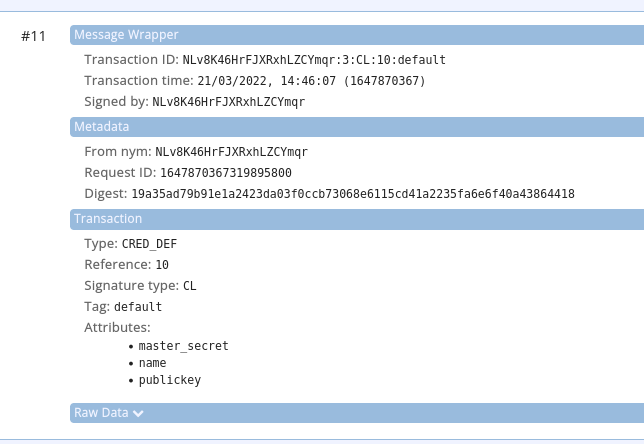 #11
Message Wrapper
Transaction ID: NLv8K46HrFJXRxhLZCYmqr:3:CL:10:default
Transaction time: 21/03/2022, 14:46:07 (1647870367)
Signed by: NLv8K46HrFJXRxhLZCYmqr
Metadata
From nym: NLv8K46HrFJXRxhLZCYmqr
Request ID: 1647870367319895800
Digest: 19a35ad79b91e1a2423da03f0ccb73068e6115cd41a2235fa6e6f40a43864418
Transaction
Type: CRED_DEF
Reference: 10
Signature type: CL
Tag: default
Attributes:
• master_secret
• name
• publickey
Raw Data